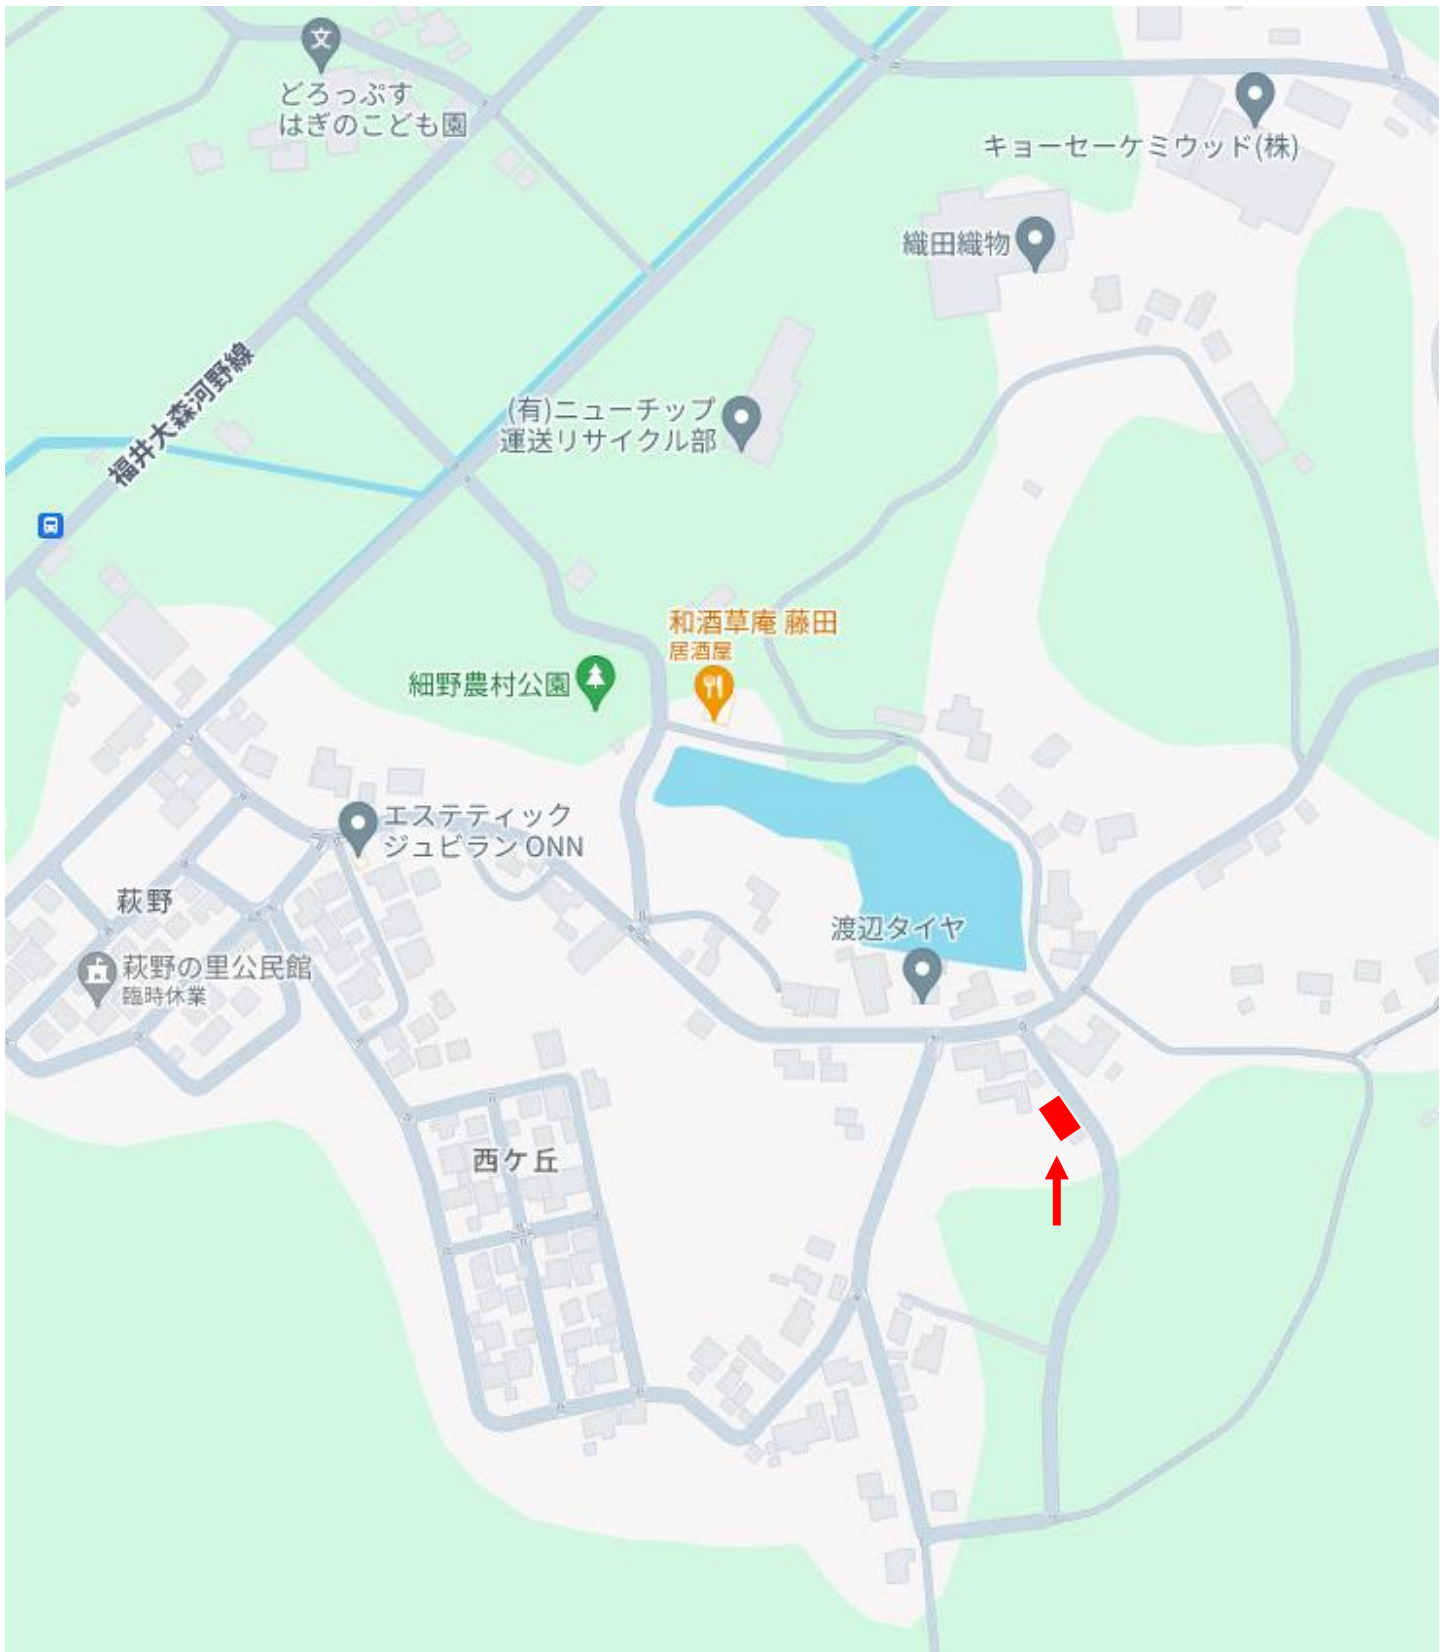 文
どろっぷす
はぎのこども園
キョーセーケミウッド(株)
織田織物
福井大森河野線
(有)ニューチップ
運送リサイクル部
和酒草庵 藤田
居酒屋
細野農村公園
エステティック
ジュビラン ONN
萩野
渡辺タイヤ
萩野の里公民館
臨時休業
西ケ丘